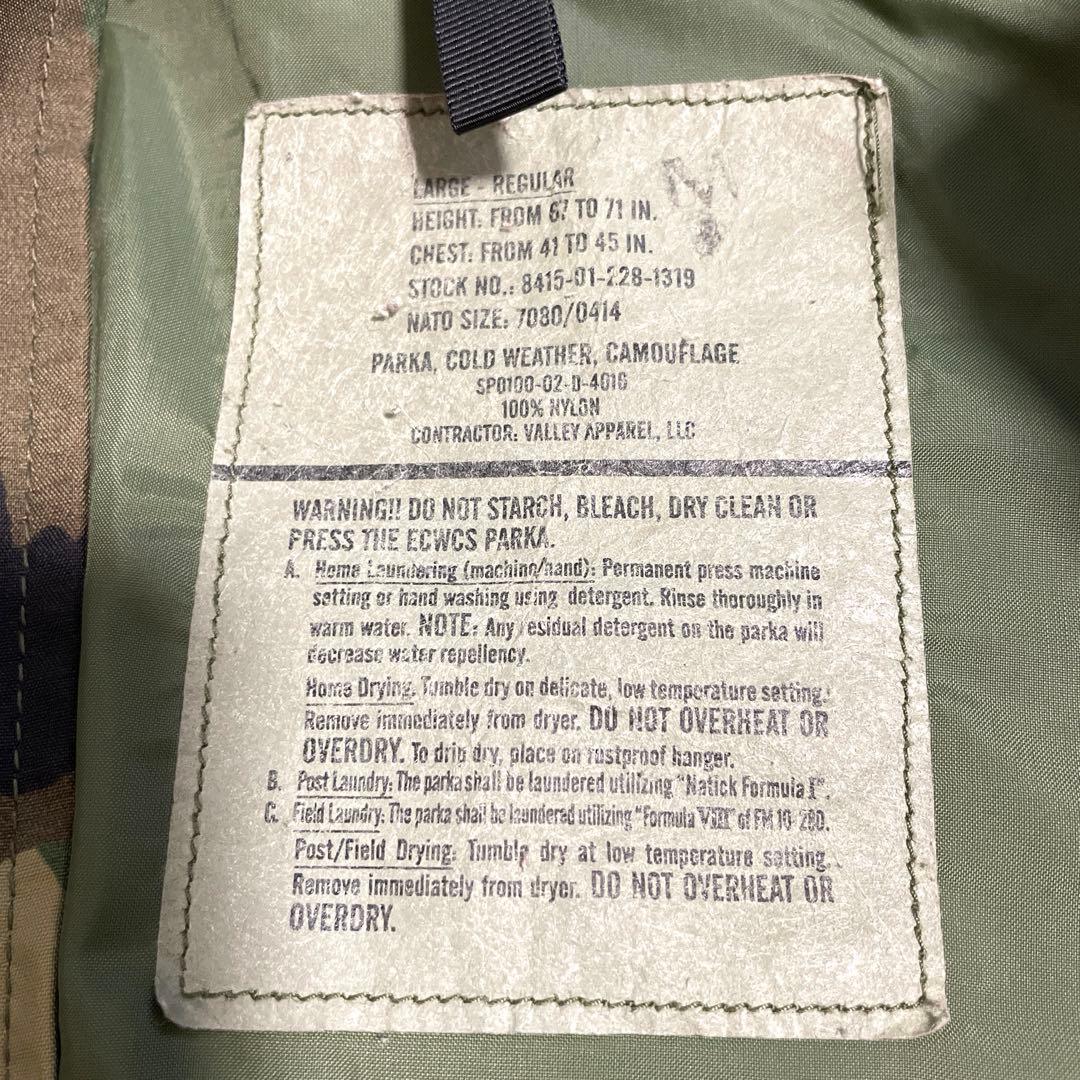 LARGE - REGULAR
HEIGHT: FROM 67 TO 71 IN.
CHEST: FROM 41 TO 45 IN.
STOCK NO.: 8415-01-228-1319
NATO SIZE: 7080/0414
PARKA, COLD WEATHER, CAMOUFLAGE
SP0100-02-D-4016
100% NYLON
CONTRACTOR: VALLEY APPAREL, LLC
WARNING!! DO NOT STARCH, BLEACH, DRY CLEAN OR
PRESS THE ECWCS PARKA.
A. Home Laundering (machine/hand): Permanent press machine
setting or hand washing using detergent. Rinse thoroughly in
warm water. NOTE: Any residual detergent on the parka will
decrease water repellency.
Home Drying: Tumble dry on delicate, low temperature setting.
Remove immediately from dryer. DO NOT OVERHEAT OR
OVERDRY. To drip dry, place on rustproof hanger.
B. Post Laundry: The parka shall be laundered utilizing "Natick Formula I".
C. Field Laundry: The parka shall be laundered utilizing "Formula VIII" of FM 10-280.
Post/Field Drying: Tumble dry at low temperature setting.
Remove immediately from dryer. DO NOT OVERHEAT OR
OVERDRY.